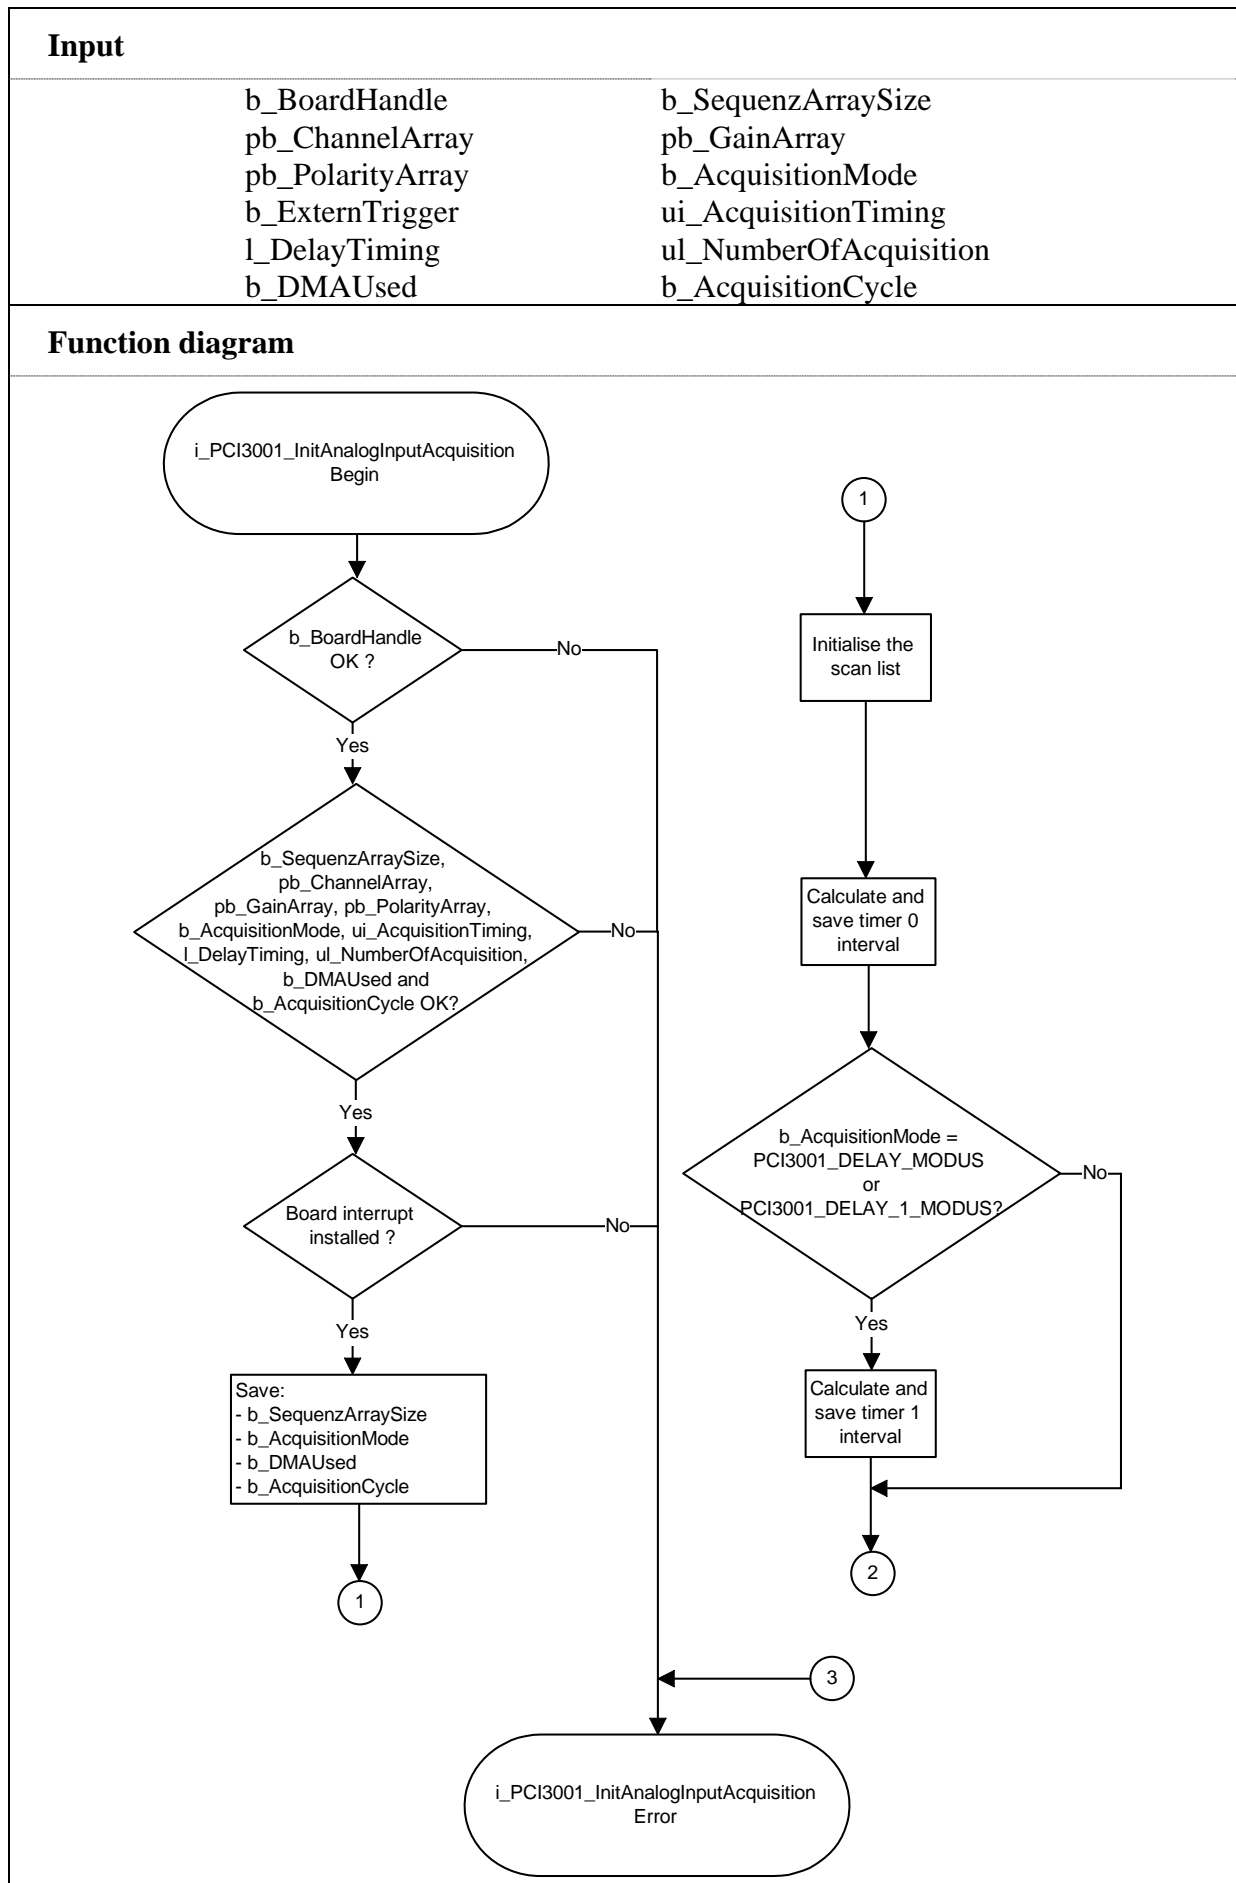 Input
b_BoardHandle b_SequenzArraySize
pb_ChannelArray pb_GainArray
pb_PolarityArray b_AcquisitionMode
b_ExternTrigger ui_AcquisitionTiming
l_DelayTiming ul_NumberOfAcquisition
b_DMAUsed b_AcquisitionCycle
Function diagram
i_PCI3001_InitAnalogInputAcquisition
Begin
b_BoardHandle
OK ?
No
Yes
b_SequenzArraySize,
pb_ChannelArray,
pb_GainArray, pb_PolarityArray,
b_AcquisitionMode, ui_AcquisitionTiming,
l_DelayTiming, ul_NumberOfAcquisition,
b_DMAUsed and
b_AcquisitionCycle OK?
No
Yes
Board interrupt
installed ?
No
Yes
Save:
- b_SequenzArraySize
- b_AcquisitionMode
- b_DMAUsed
- b_AcquisitionCycle
1
1
Initialise the
scan list
Calculate and
save timer 0
interval
b_AcquisitionMode =
PCI3001_DELAY_MODUS
or
PCI3001_DELAY_1_MODUS?
No
Yes
Calculate and
save timer 1
interval
2
3
i_PCI3001_InitAnalogInputAcquisition
Error